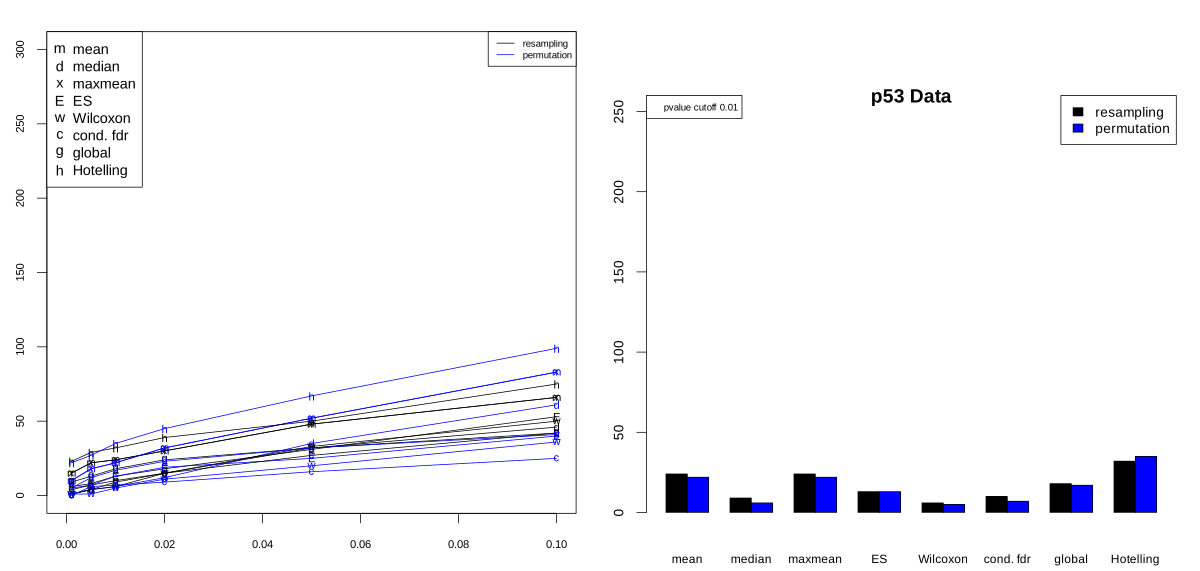 m mean
d median
x maxmean
E ES
w Wilcoxon
c cond. fdr
g global
h Hotelling
resampling
permutation
300
250
200
150
100
50
0
0.00 0.02 0.04 0.06 0.08 0.10
p53 Data
pvalue cutoff 0.01
resampling
permutation
250
200
150
100
50
0
mean median maxmean ES Wilcoxon cond. fdr global Hotelling